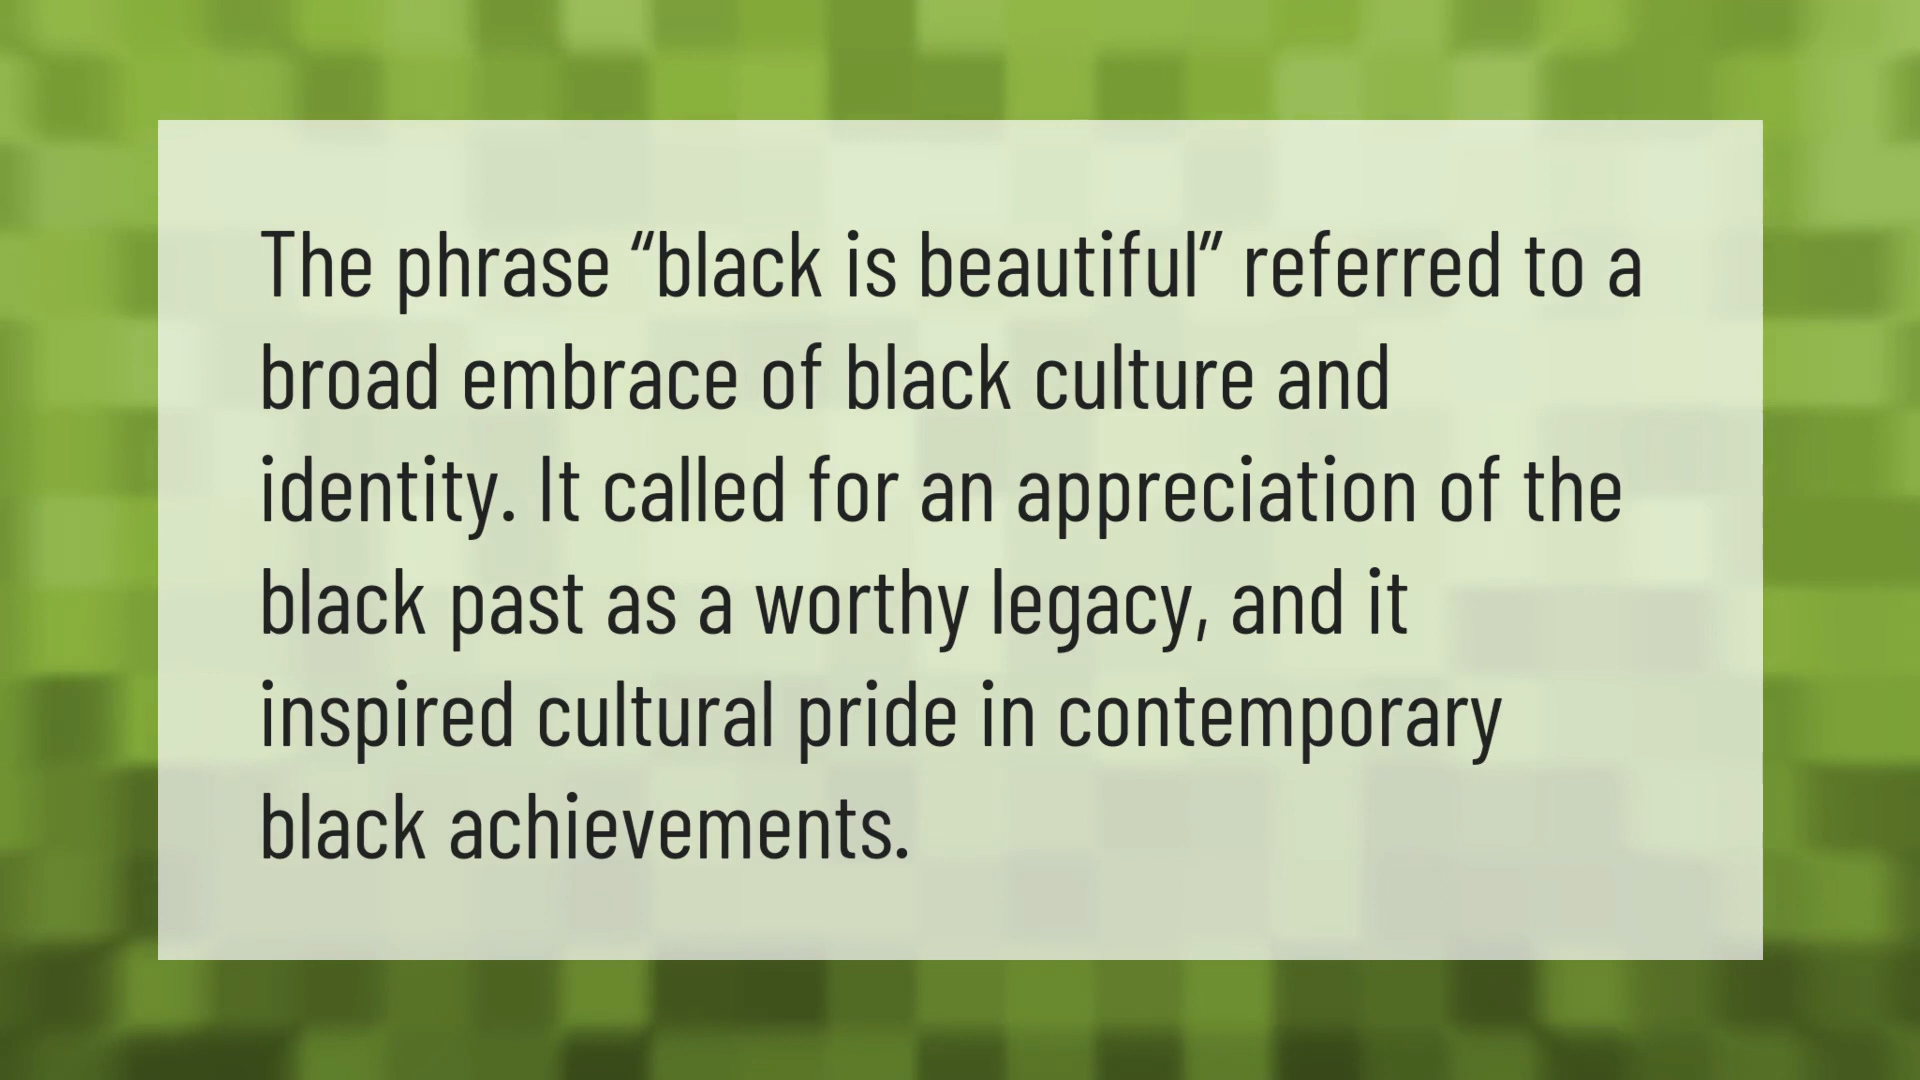 The phrase “black is beautiful” referred to a
broad embrace of black culture and
identity. It called for an appreciation of the
black past as a worthy legacy, and it
inspired cultural pride in contemporary
black achievements.